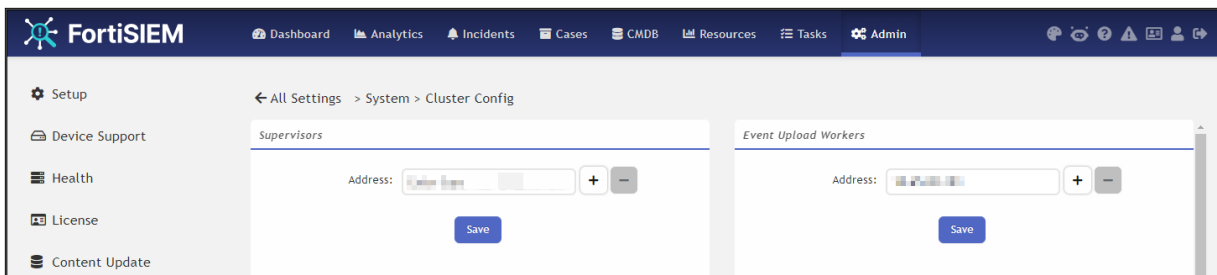 FortiSIEM Dashboard Analytics Incidents Cases CMDB Resources Tasks Admin
Setup
← All Settings > System > Cluster Config
Device Support
Supervisors
Event Upload Workers
Health
Address: + −
Address: + −
License
Save
Save
Content Update